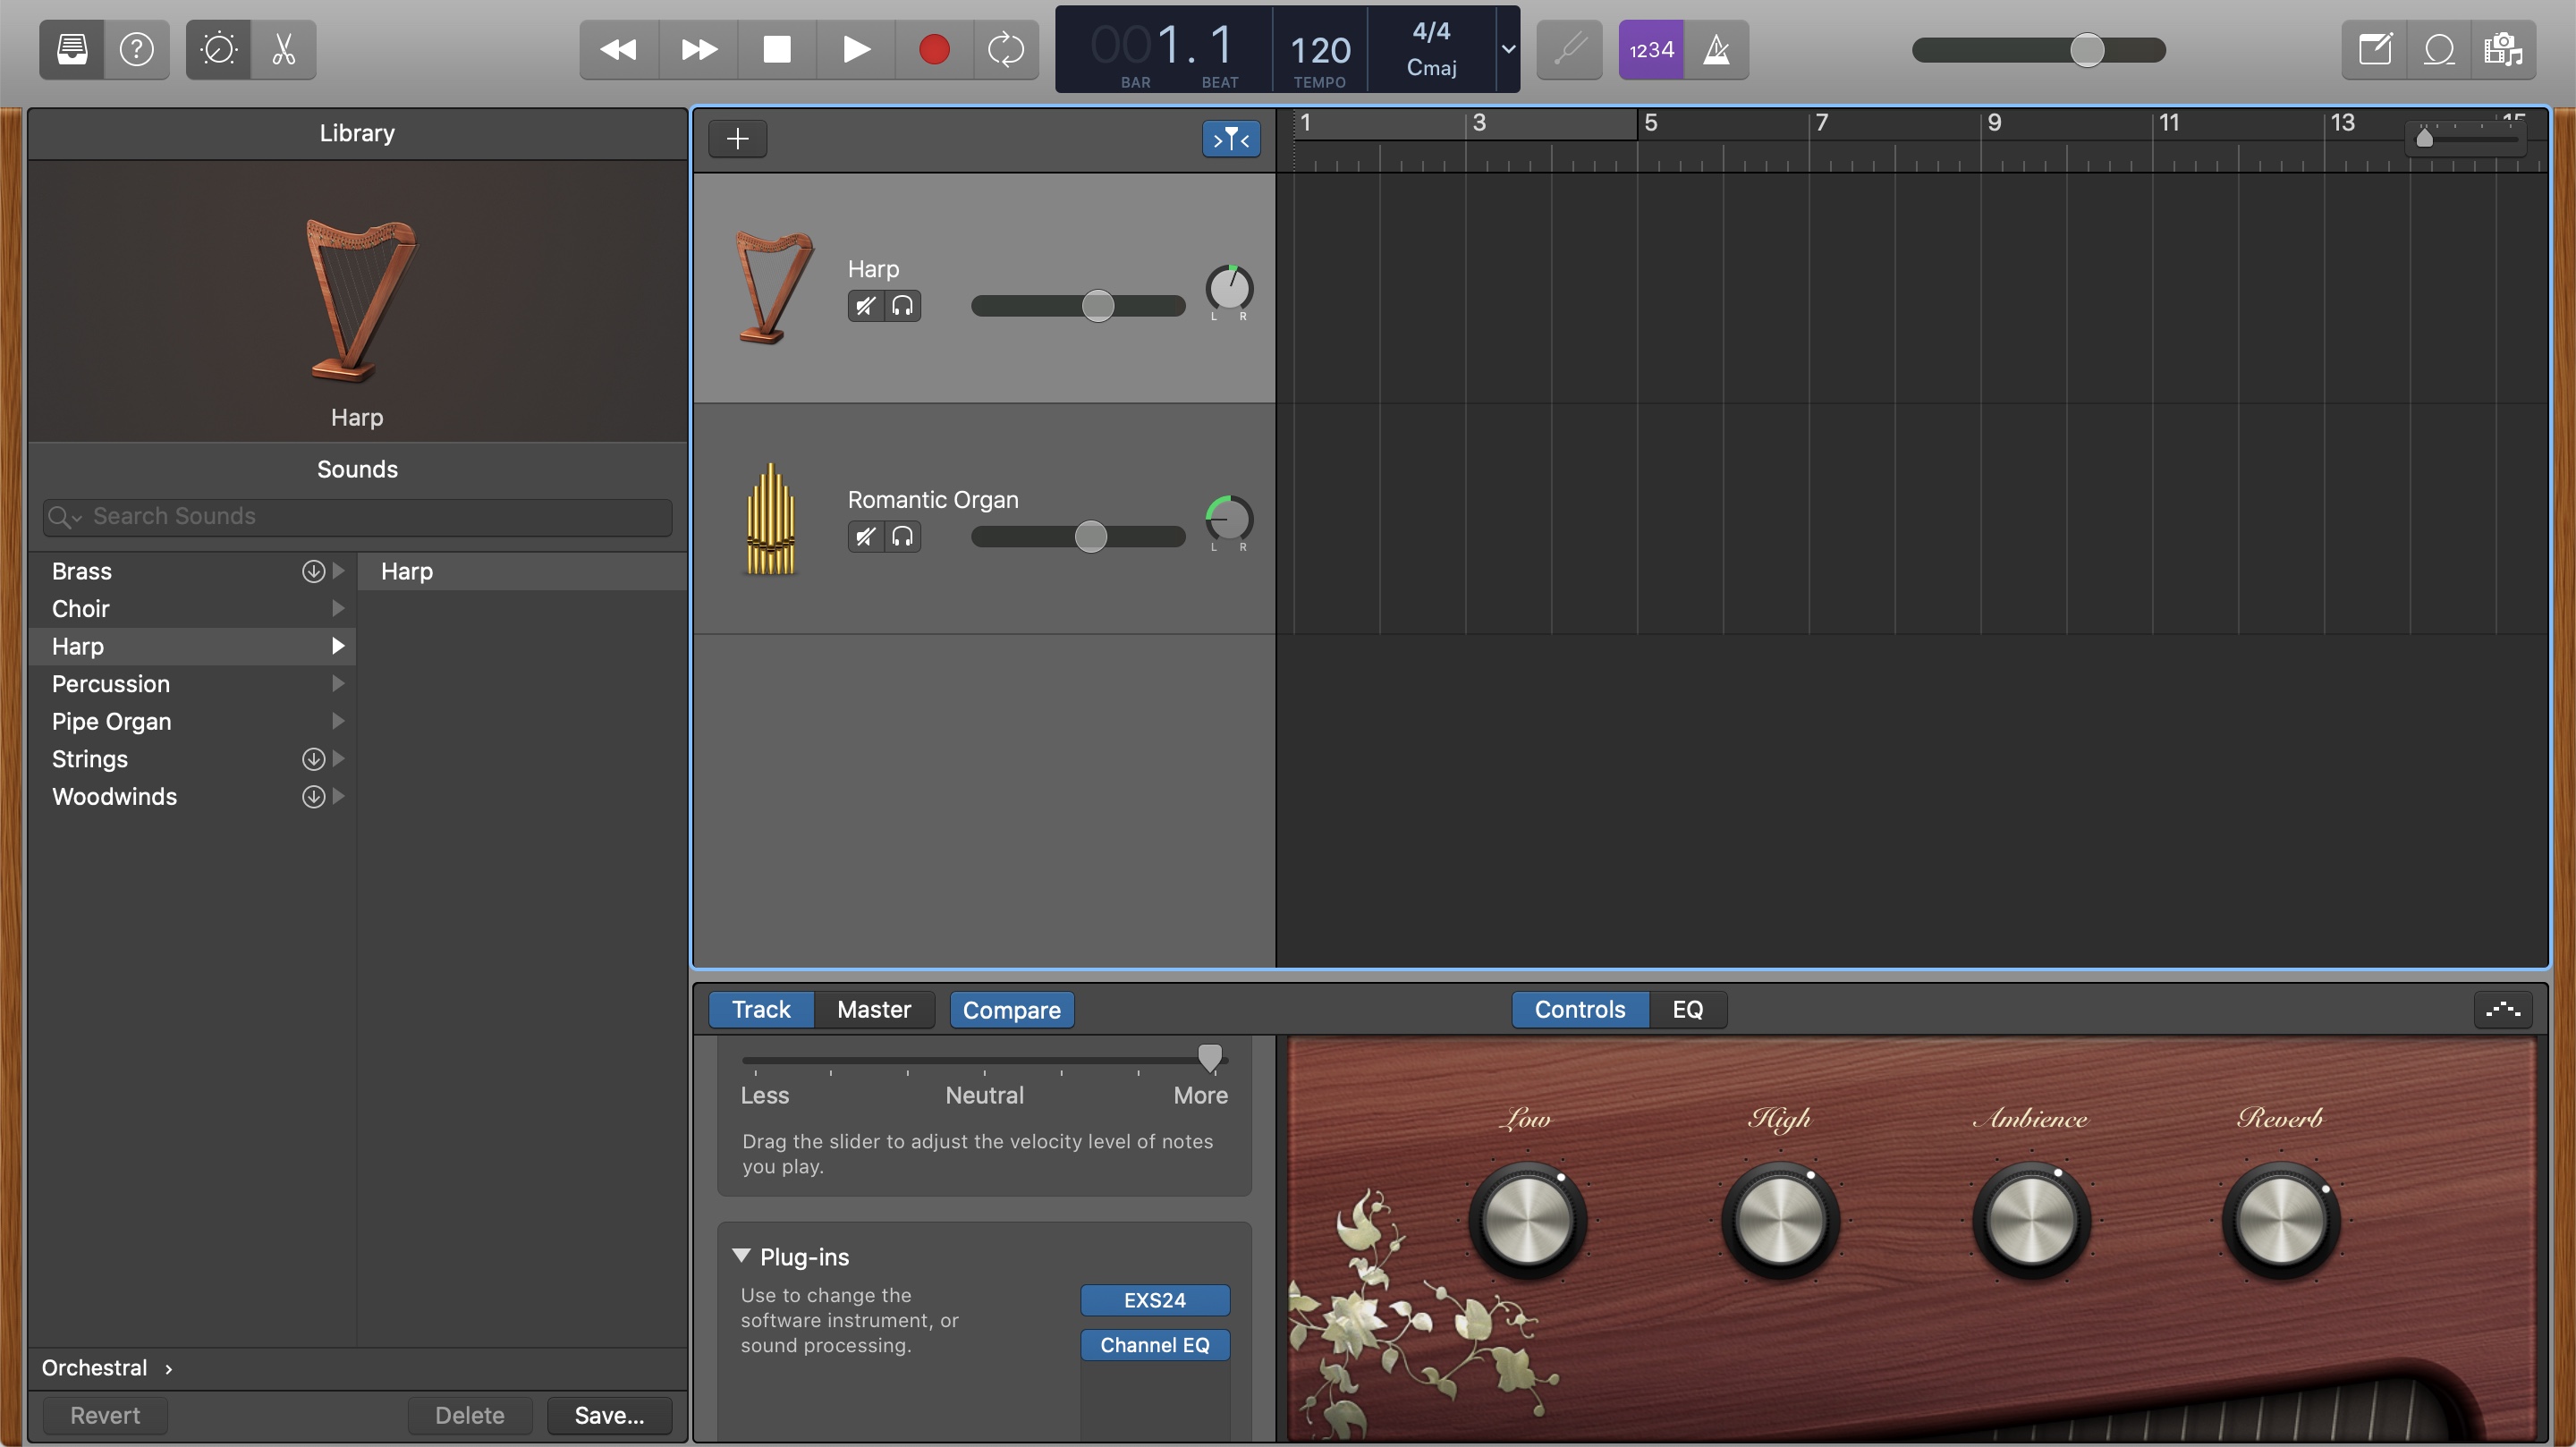 001. 1
BAR BEAT
120
TEMPO
4/4
Cmaj
1234
Library
Harp
Sounds
Search Sounds
Brass
Choir
Harp
Percussion
Pipe Organ
Strings
Woodwinds
Harp
Orchestral ›
Revert Delete Save...
1 3 5 7 9 11 13 15
Harp
L R
Romantic Organ
L R
Track Master Compare Controls EQ
Less Neutral More
Drag the slider to adjust the velocity level of notes
you play.
Plug-ins
Use to change the
software instrument, or
sound processing.
EXS24
Channel EQ
Low High Ambience Reverb